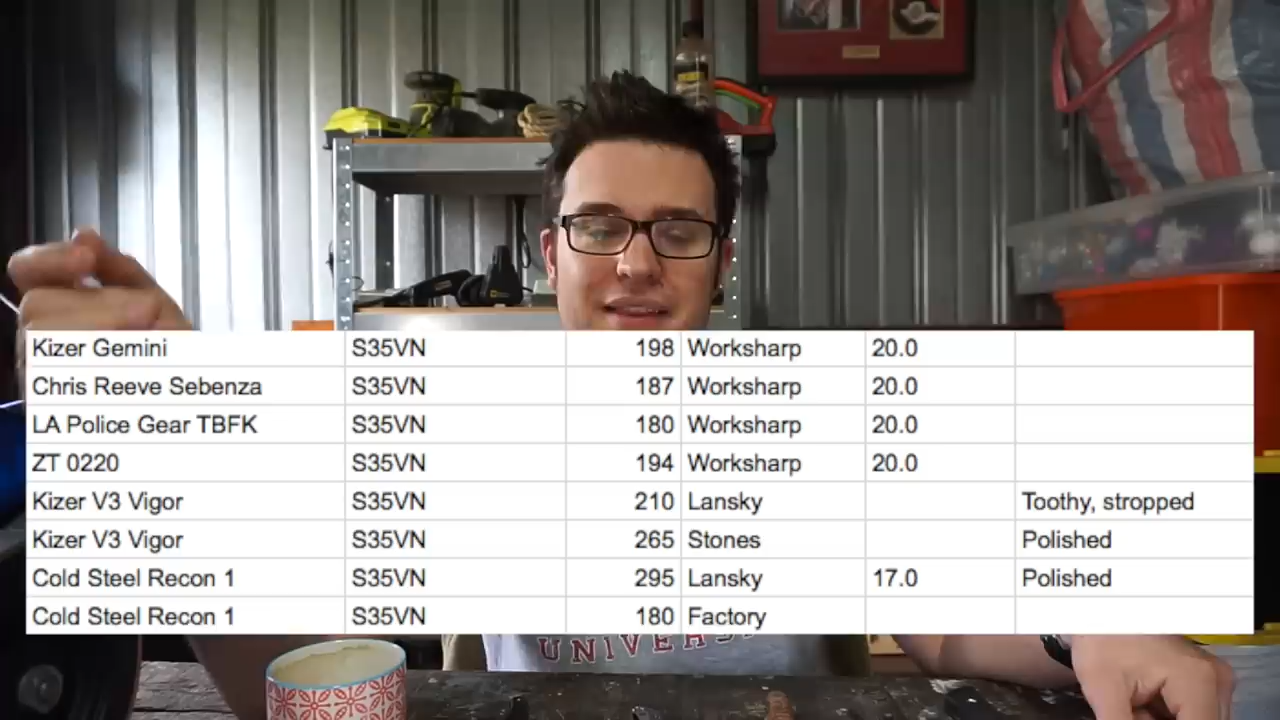 Kizer Gemini S35VN 198 Worksharp 20.0
Chris Reeve Sebenza S35VN 187 Worksharp 20.0
LA Police Gear TBFK S35VN 180 Worksharp 20.0
ZT 0220 S35VN 194 Worksharp 20.0
Kizer V3 Vigor S35VN 210 Lansky Toothy, stropped
Kizer V3 Vigor S35VN 265 Stones Polished
Cold Steel Recon 1 S35VN 295 Lansky 17.0 Polished
Cold Steel Recon 1 S35VN 180 Factory